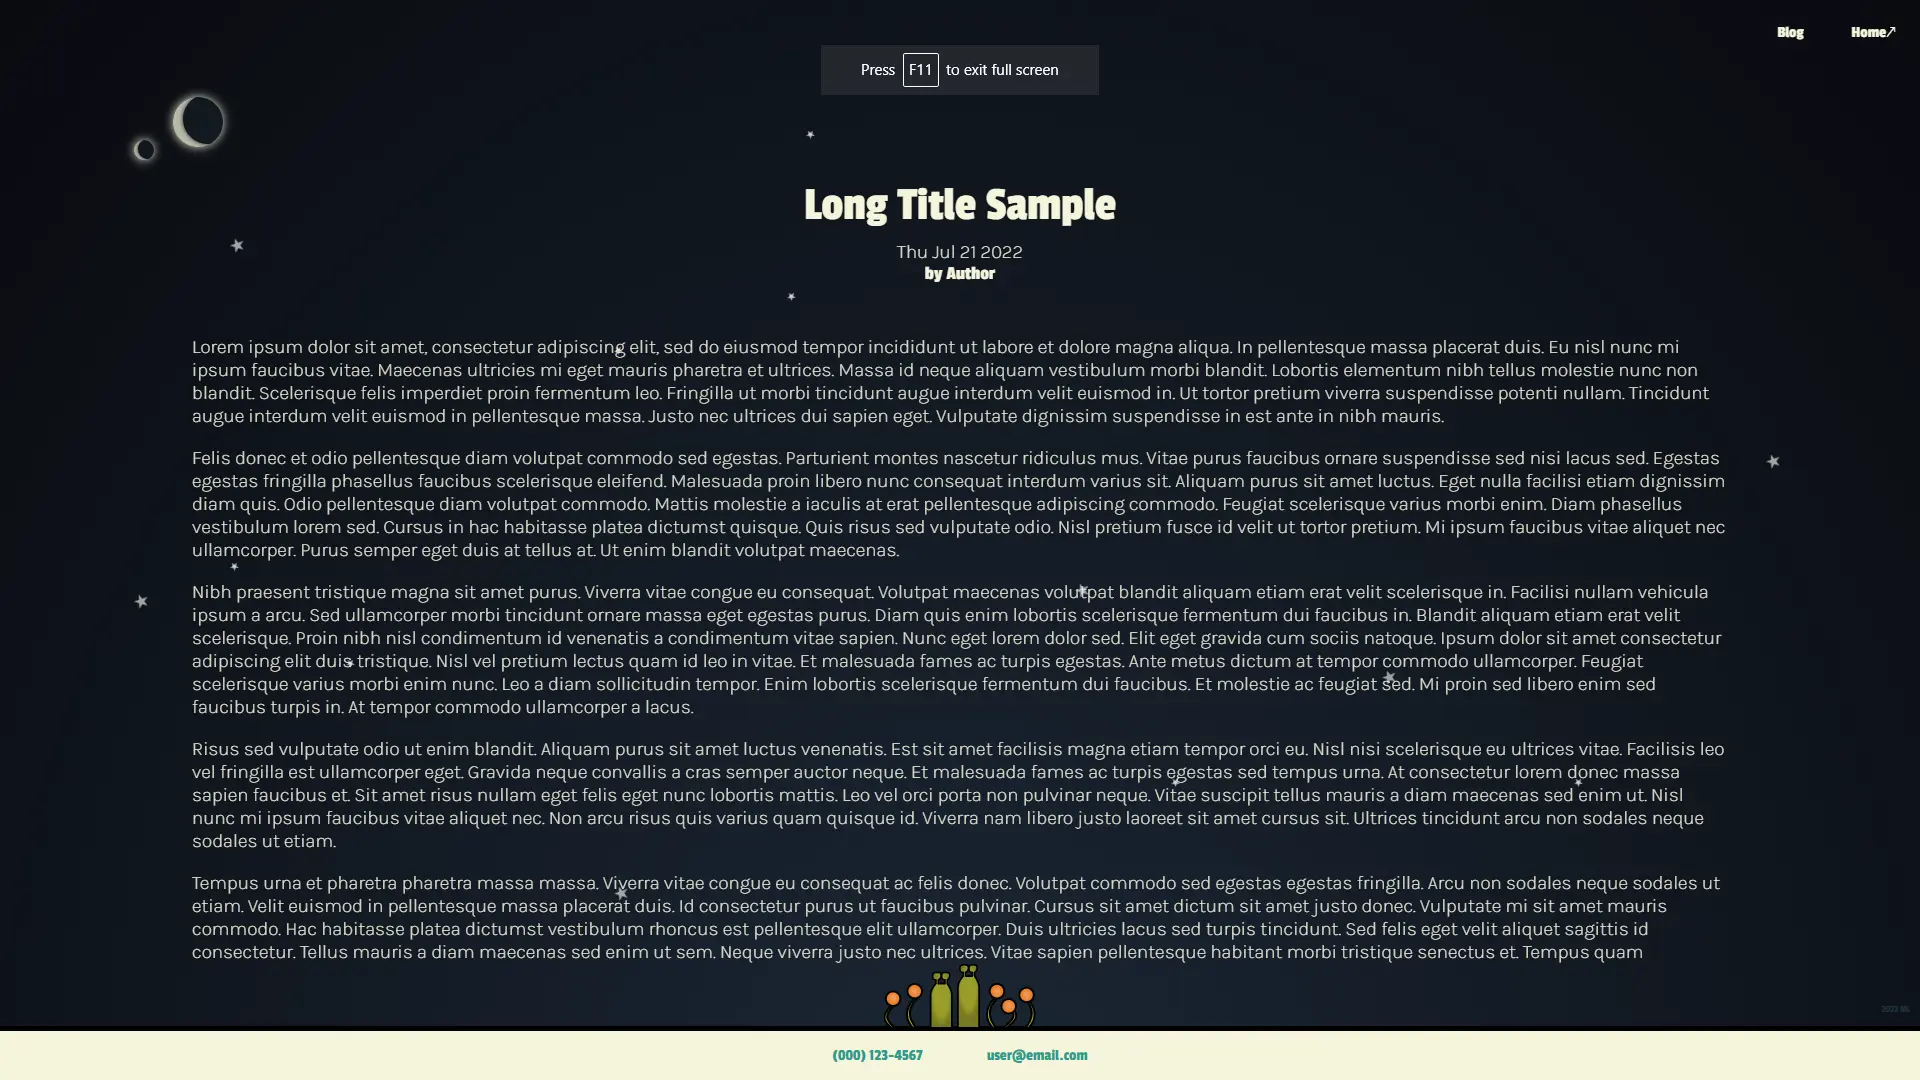 Blog Home↗
Press F11 to exit full screen
Long Title Sample
Thu Jul 21 2022
by Author
Lorem ipsum dolor sit amet, consectetur adipiscing elit, sed do eiusmod tempor incididunt ut labore et dolore magna aliqua. In pellentesque massa placerat duis. Eu nisl nunc mi
ipsum faucibus vitae. Maecenas ultricies mi eget mauris pharetra et ultrices. Massa id neque aliquam vestibulum morbi blandit. Lobortis elementum nibh tellus molestie nunc non
blandit. Scelerisque felis imperdiet proin fermentum leo. Fringilla ut morbi tincidunt augue interdum velit euismod in. Ut tortor pretium viverra suspendisse potenti nullam. Tincidunt
augue interdum velit euismod in pellentesque massa. Justo nec ultrices dui sapien eget. Vulputate dignissim suspendisse in est ante in nibh mauris.
Felis donec et odio pellentesque diam volutpat commodo sed egestas. Parturient montes nascetur ridiculus mus. Vitae purus faucibus ornare suspendisse sed nisi lacus sed. Egestas
egestas fringilla phasellus faucibus scelerisque eleifend. Malesuada proin libero nunc consequat interdum varius sit. Aliquam purus sit amet luctus. Eget nulla facilisi etiam dignissim
diam quis. Odio pellentesque diam volutpat commodo. Mattis molestie a iaculis at erat pellentesque adipiscing commodo. Feugiat scelerisque varius morbi enim. Diam phasellus
vestibulum lorem sed. Cursus in hac habitasse platea dictumst quisque. Quis risus sed vulputate odio. Nisl pretium fusce id velit ut tortor pretium. Mi ipsum faucibus vitae aliquet nec
ullamcorper. Purus semper eget duis at tellus at. Ut enim blandit volutpat maecenas.
Nibh praesent tristique magna sit amet purus. Viverra vitae congue eu consequat. Volutpat maecenas volutpat blandit aliquam etiam erat velit scelerisque in. Facilisi nullam vehicula
ipsum a arcu. Sed ullamcorper morbi tincidunt ornare massa eget egestas purus. Diam quis enim lobortis scelerisque fermentum dui faucibus in. Blandit aliquam etiam erat velit
scelerisque. Proin nibh nisl condimentum id venenatis a condimentum vitae sapien. Nunc eget lorem dolor sed. Elit eget gravida cum sociis natoque. Ipsum dolor sit amet consectetur
adipiscing elit duis tristique. Nisl vel pretium lectus quam id leo in vitae. Et malesuada fames ac turpis egestas. Ante metus dictum at tempor commodo ullamcorper. Feugiat
scelerisque varius morbi enim nunc. Leo a diam sollicitudin tempor. Enim lobortis scelerisque fermentum dui faucibus. Et molestie ac feugiat sed. Mi proin sed libero enim sed
faucibus turpis in. At tempor commodo ullamcorper a lacus.
Risus sed vulputate odio ut enim blandit. Aliquam purus sit amet luctus venenatis. Est sit amet facilisis magna etiam tempor orci eu. Nisl nisi scelerisque eu ultrices vitae. Facilisis leo
vel fringilla est ullamcorper eget. Gravida neque convallis a cras semper auctor neque. Et malesuada fames ac turpis egestas sed tempus urna. At consectetur lorem donec massa
sapien faucibus et. Sit amet risus nullam eget felis eget nunc lobortis mattis. Leo vel orci porta non pulvinar neque. Vitae suscipit tellus mauris a diam maecenas sed enim ut. Nisl
nunc mi ipsum faucibus vitae aliquet nec. Non arcu risus quis varius quam quisque id. Viverra nam libero justo laoreet sit amet cursus sit. Ultrices tincidunt arcu non sodales neque
sodales ut etiam.
Tempus urna et pharetra pharetra massa massa. Viverra vitae congue eu consequat ac felis donec. Volutpat commodo sed egestas egestas fringilla. Arcu non sodales neque sodales ut
etiam. Velit euismod in pellentesque massa placerat duis. Id consectetur purus ut faucibus pulvinar. Cursus sit amet dictum sit amet justo donec. Vulputate mi sit amet mauris
commodo. Hac habitasse platea dictumst vestibulum rhoncus est pellentesque elit ullamcorper. Duis ultricies lacus sed turpis tincidunt. Sed felis eget velit aliquet sagittis id
consectetur. Tellus mauris a diam maecenas sed enim ut sem. Neque viverra justo nec ultrices. Vitae sapien pellentesque habitant morbi tristique senectus et. Tempus quam
(000) 123-4567 user@email.com